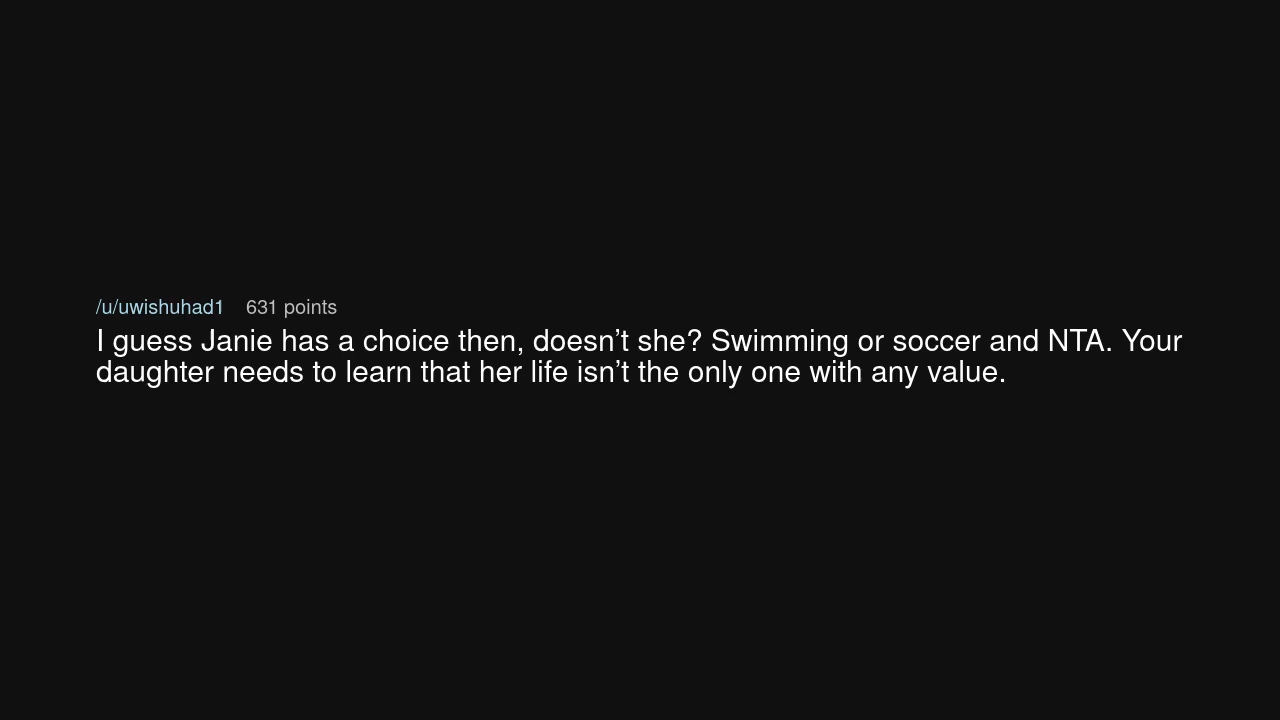 /u/uwishuhad1 631 points
I guess Janie has a choice then, doesn’t she? Swimming or soccer and NTA. Your
daughter needs to learn that her life isn’t the only one with any value.